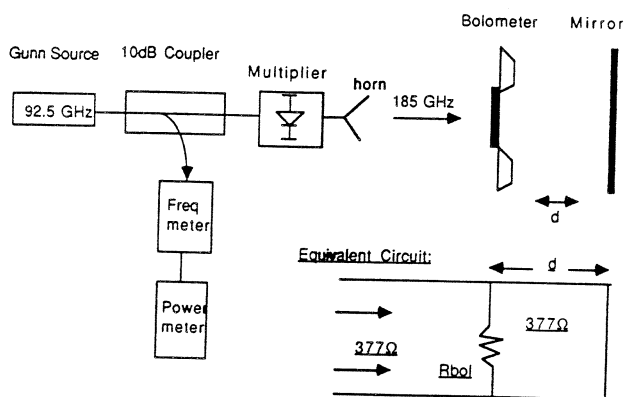 Bolometer Mirror
Gunn Source 10dB Coupler
Multiplier
horn
92.5 GHz
185 GHz
d
Freq
meter
Equivalent Circuit:
d
Power
meter
377Ω
377Ω
Rbol